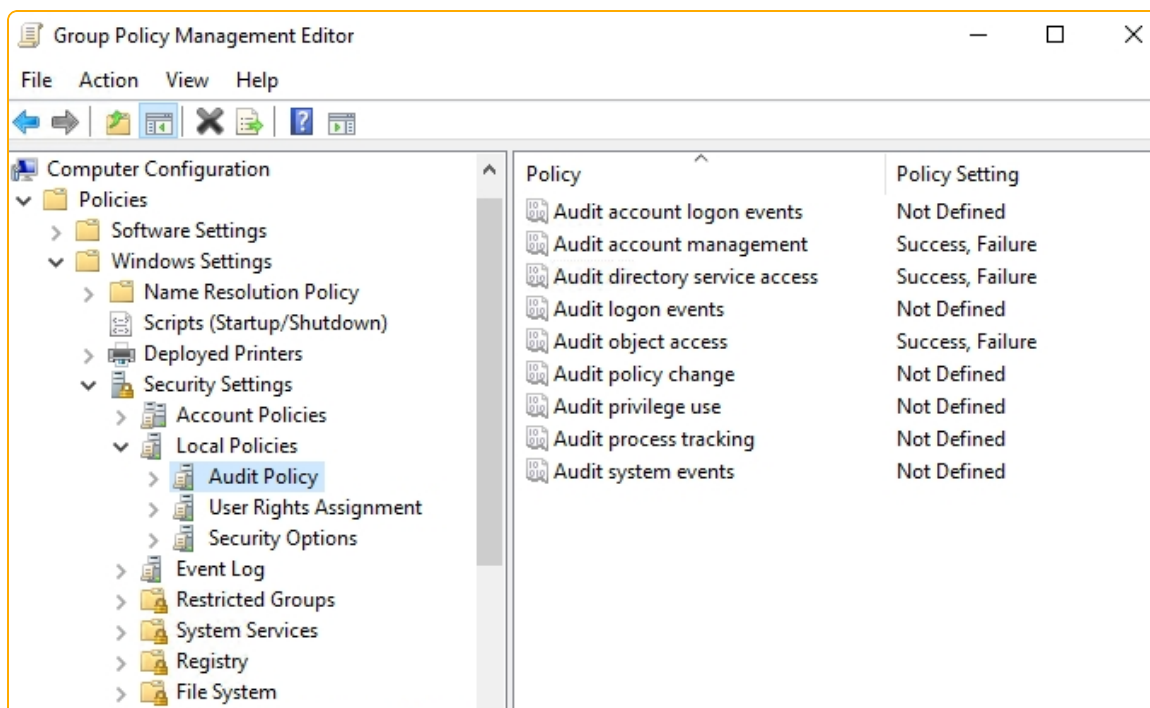 Group Policy Management Editor
File Action View Help
Computer Configuration
Policies
Software Settings
Windows Settings
Name Resolution Policy
Scripts (Startup/Shutdown)
Deployed Printers
Security Settings
Account Policies
Local Policies
Audit Policy
User Rights Assignment
Security Options
Event Log
Restricted Groups
System Services
Registry
File System
Policy Policy Setting
Audit account logon events Not Defined
Audit account management Success, Failure
Audit directory service access Success, Failure
Audit logon events Not Defined
Audit object access Success, Failure
Audit policy change Not Defined
Audit privilege use Not Defined
Audit process tracking Not Defined
Audit system events Not Defined